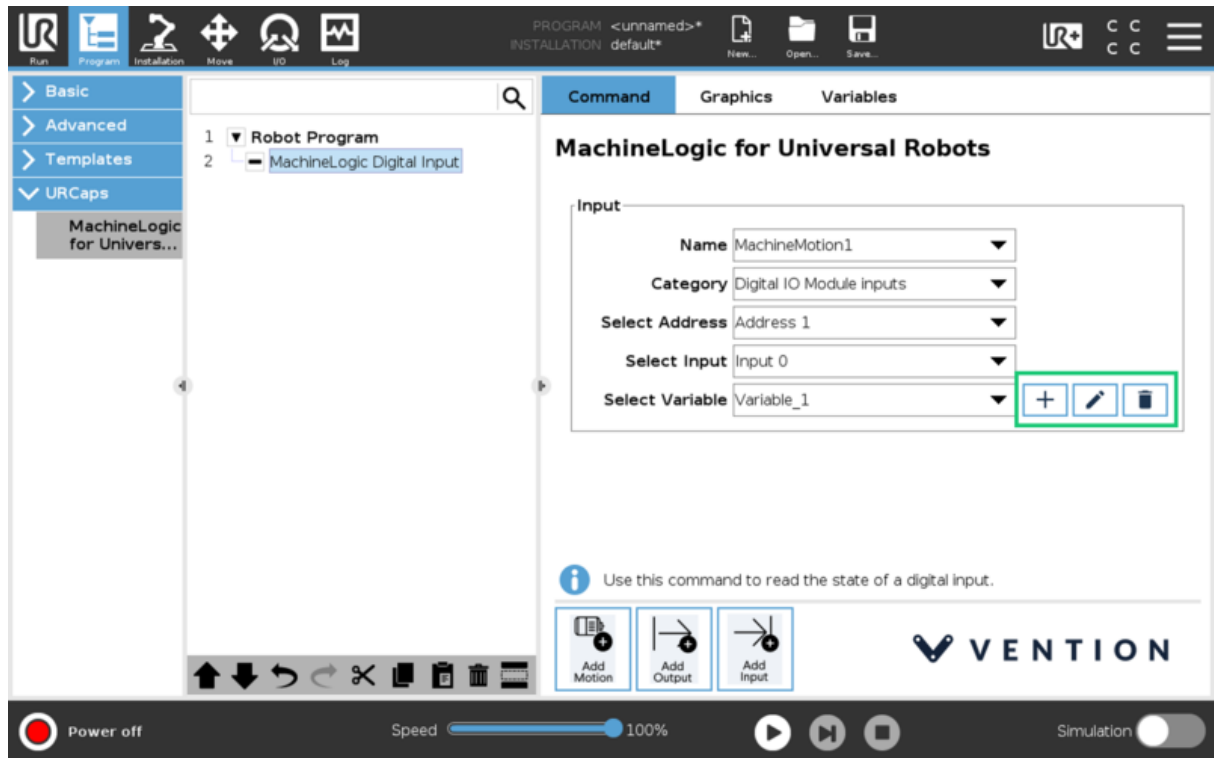 PROGRAM <unnamed>*
INSTALLATION default*
New... Open... Save...
UR+
C C
C C
Run Program Installation Move I/O Log
Basic
Advanced
Templates
URCaps
MachineLogic
for Univers...
1 Robot Program
2 MachineLogic Digital Input
Command Graphics Variables
MachineLogic for Universal Robots
Input
Name MachineMotion1
Category Digital IO Module inputs
Select Address Address 1
Select Input Input 0
Select Variable Variable_1
Use this command to read the state of a digital input.
Add
Motion
Add
Output
Add
Input
VENTION
Power off
Speed 100%
Simulation